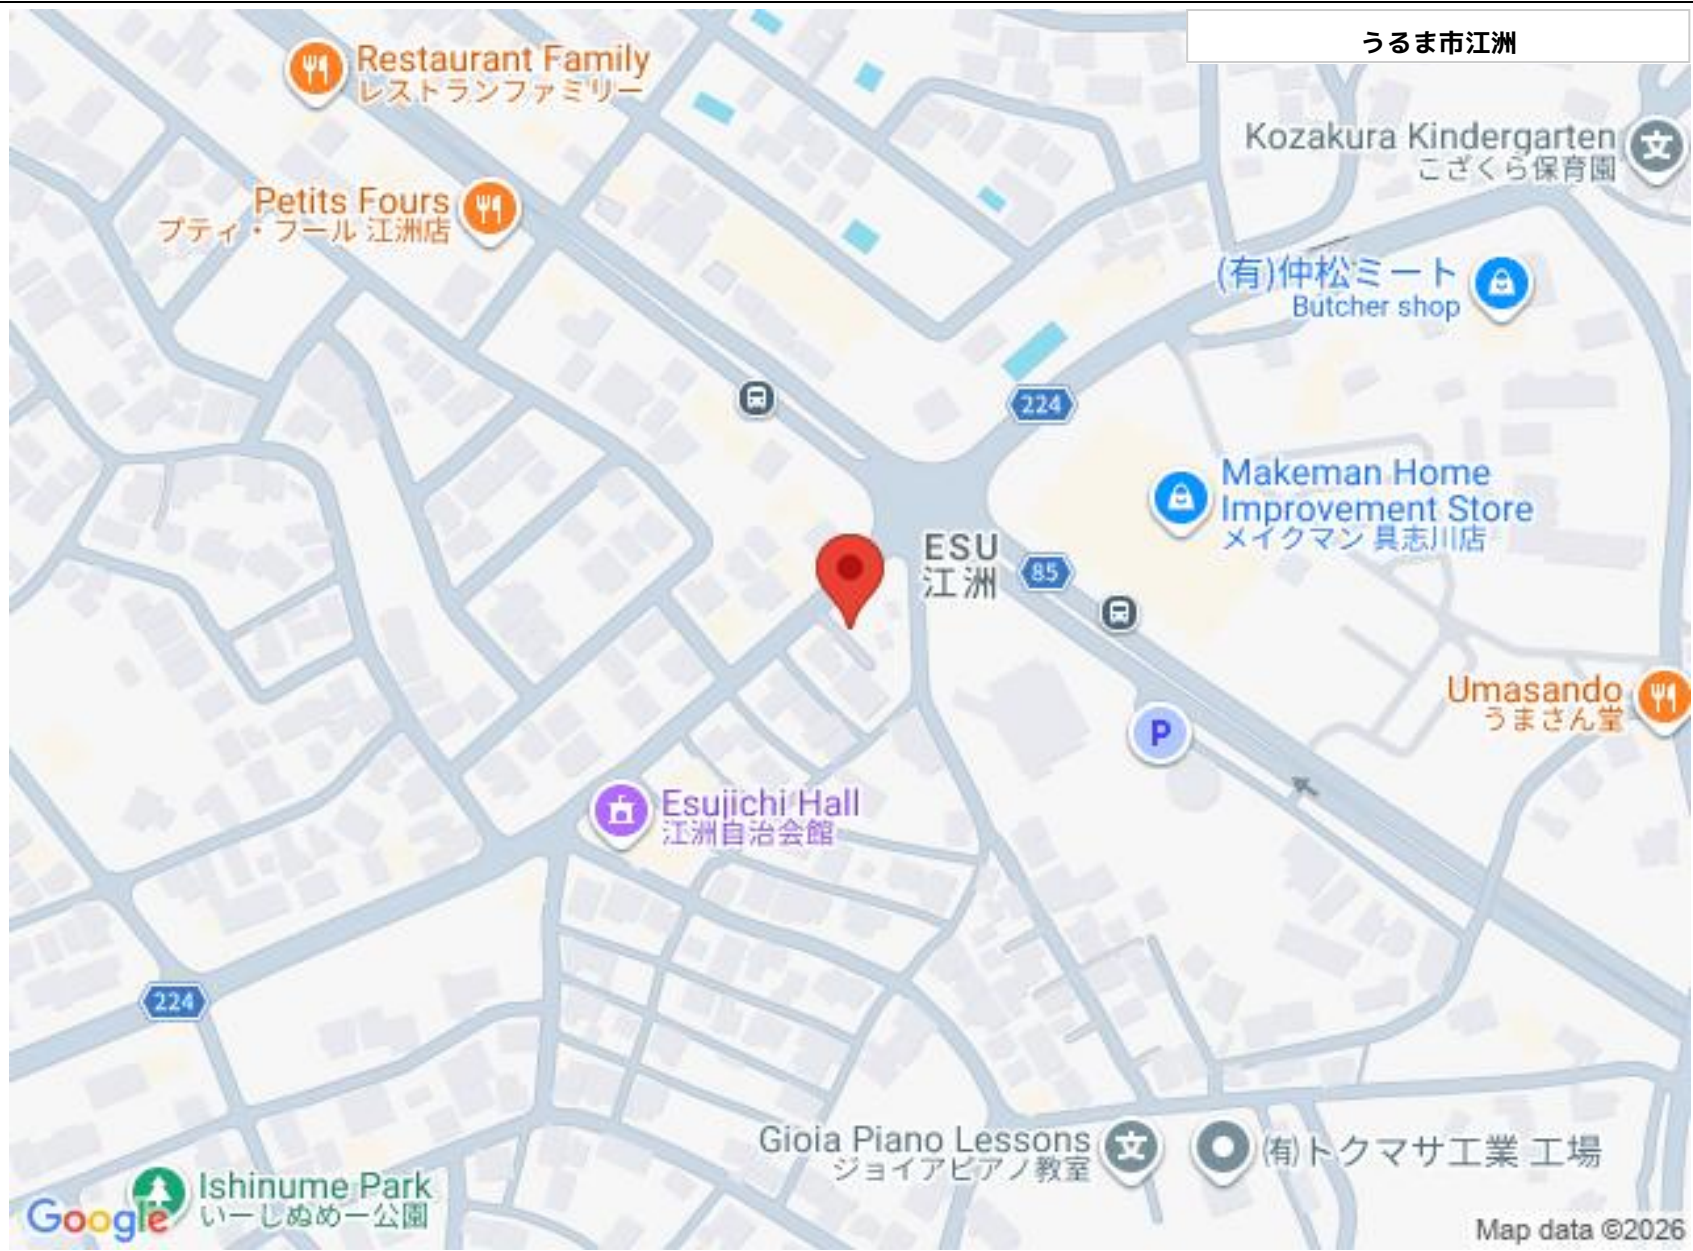 うるま市江洲
Restaurant Family
レストランファミリー
Kozakura Kindergarten
こざくら保育園
Petits Fours
プティ・フール 江洲店
(有)仲松ミート
Butcher shop
224
Makeman Home
Improvement Store
メイクマン 具志川店
ESU
江洲
85
Umasando
うまさん堂
P
Esujichi Hall
江洲自治会館
224
Gioia Piano Lessons
ジョイアピアノ教室
(有)トクマサ工業 工場
Ishinume Park
いーしぬめー公園
Google
Map data ©2026